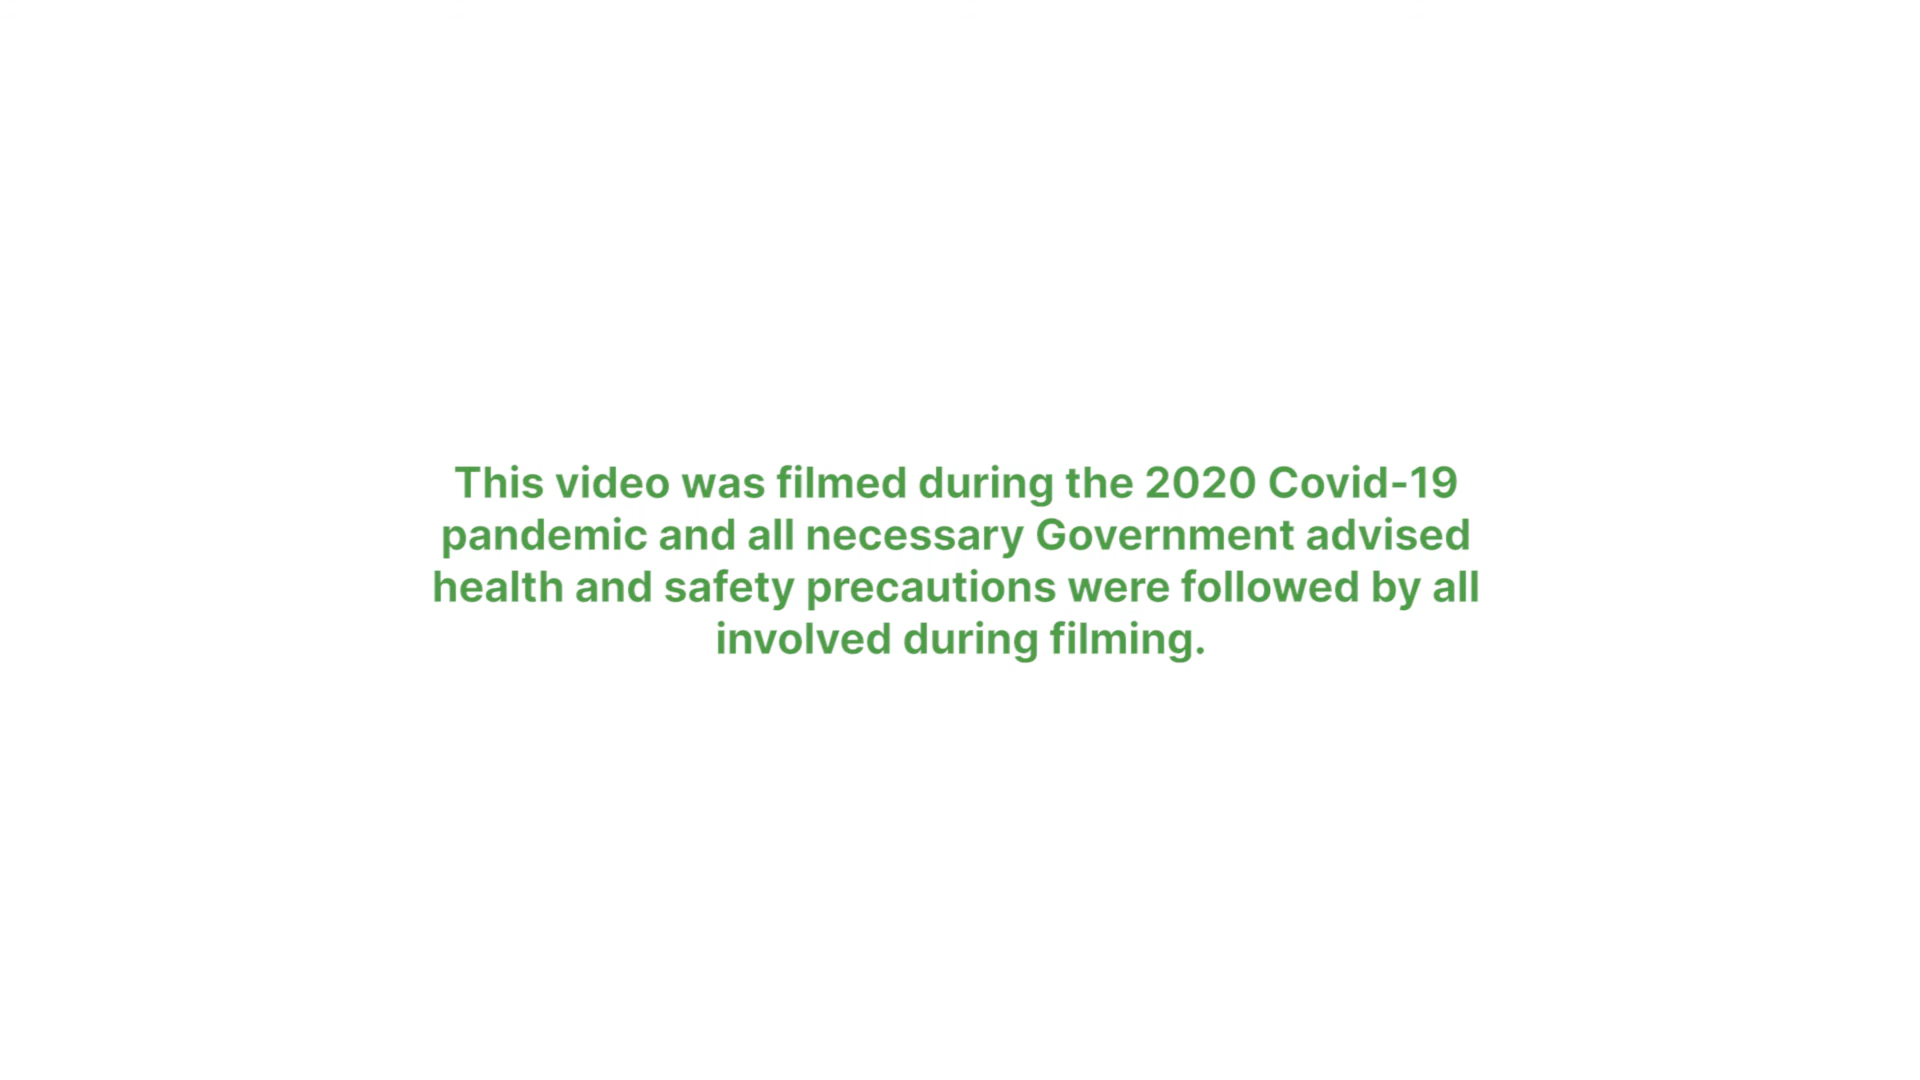 This video was filmed during the 2020 Covid-19
pandemic and all necessary Government advised
health and safety precautions were followed by all
involved during filming.